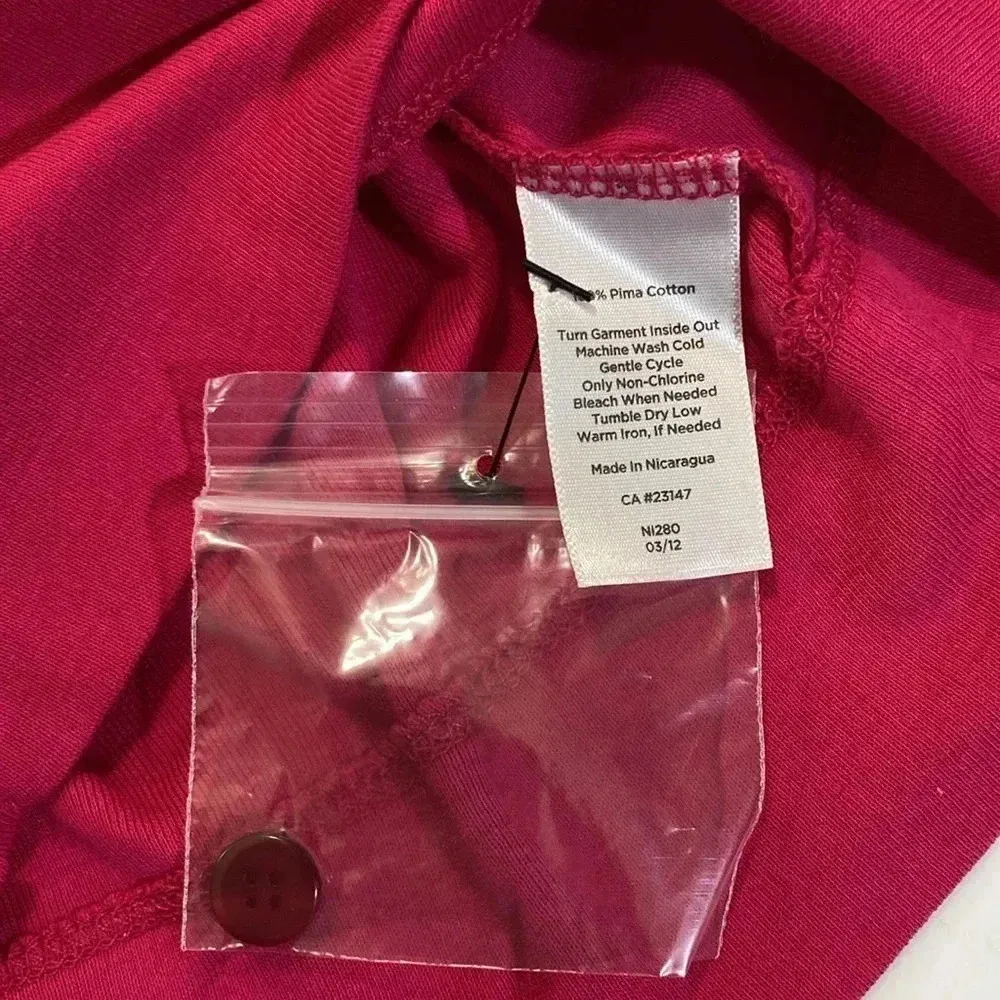 % Pima Cotton
Turn Garment Inside Out
Machine Wash Cold
Gentle Cycle
Only Non-Chlorine
Bleach When Needed
Tumble Dry Low
Warm Iron, If Needed
Made In Nicaragua
CA #23147
NI280
03/12